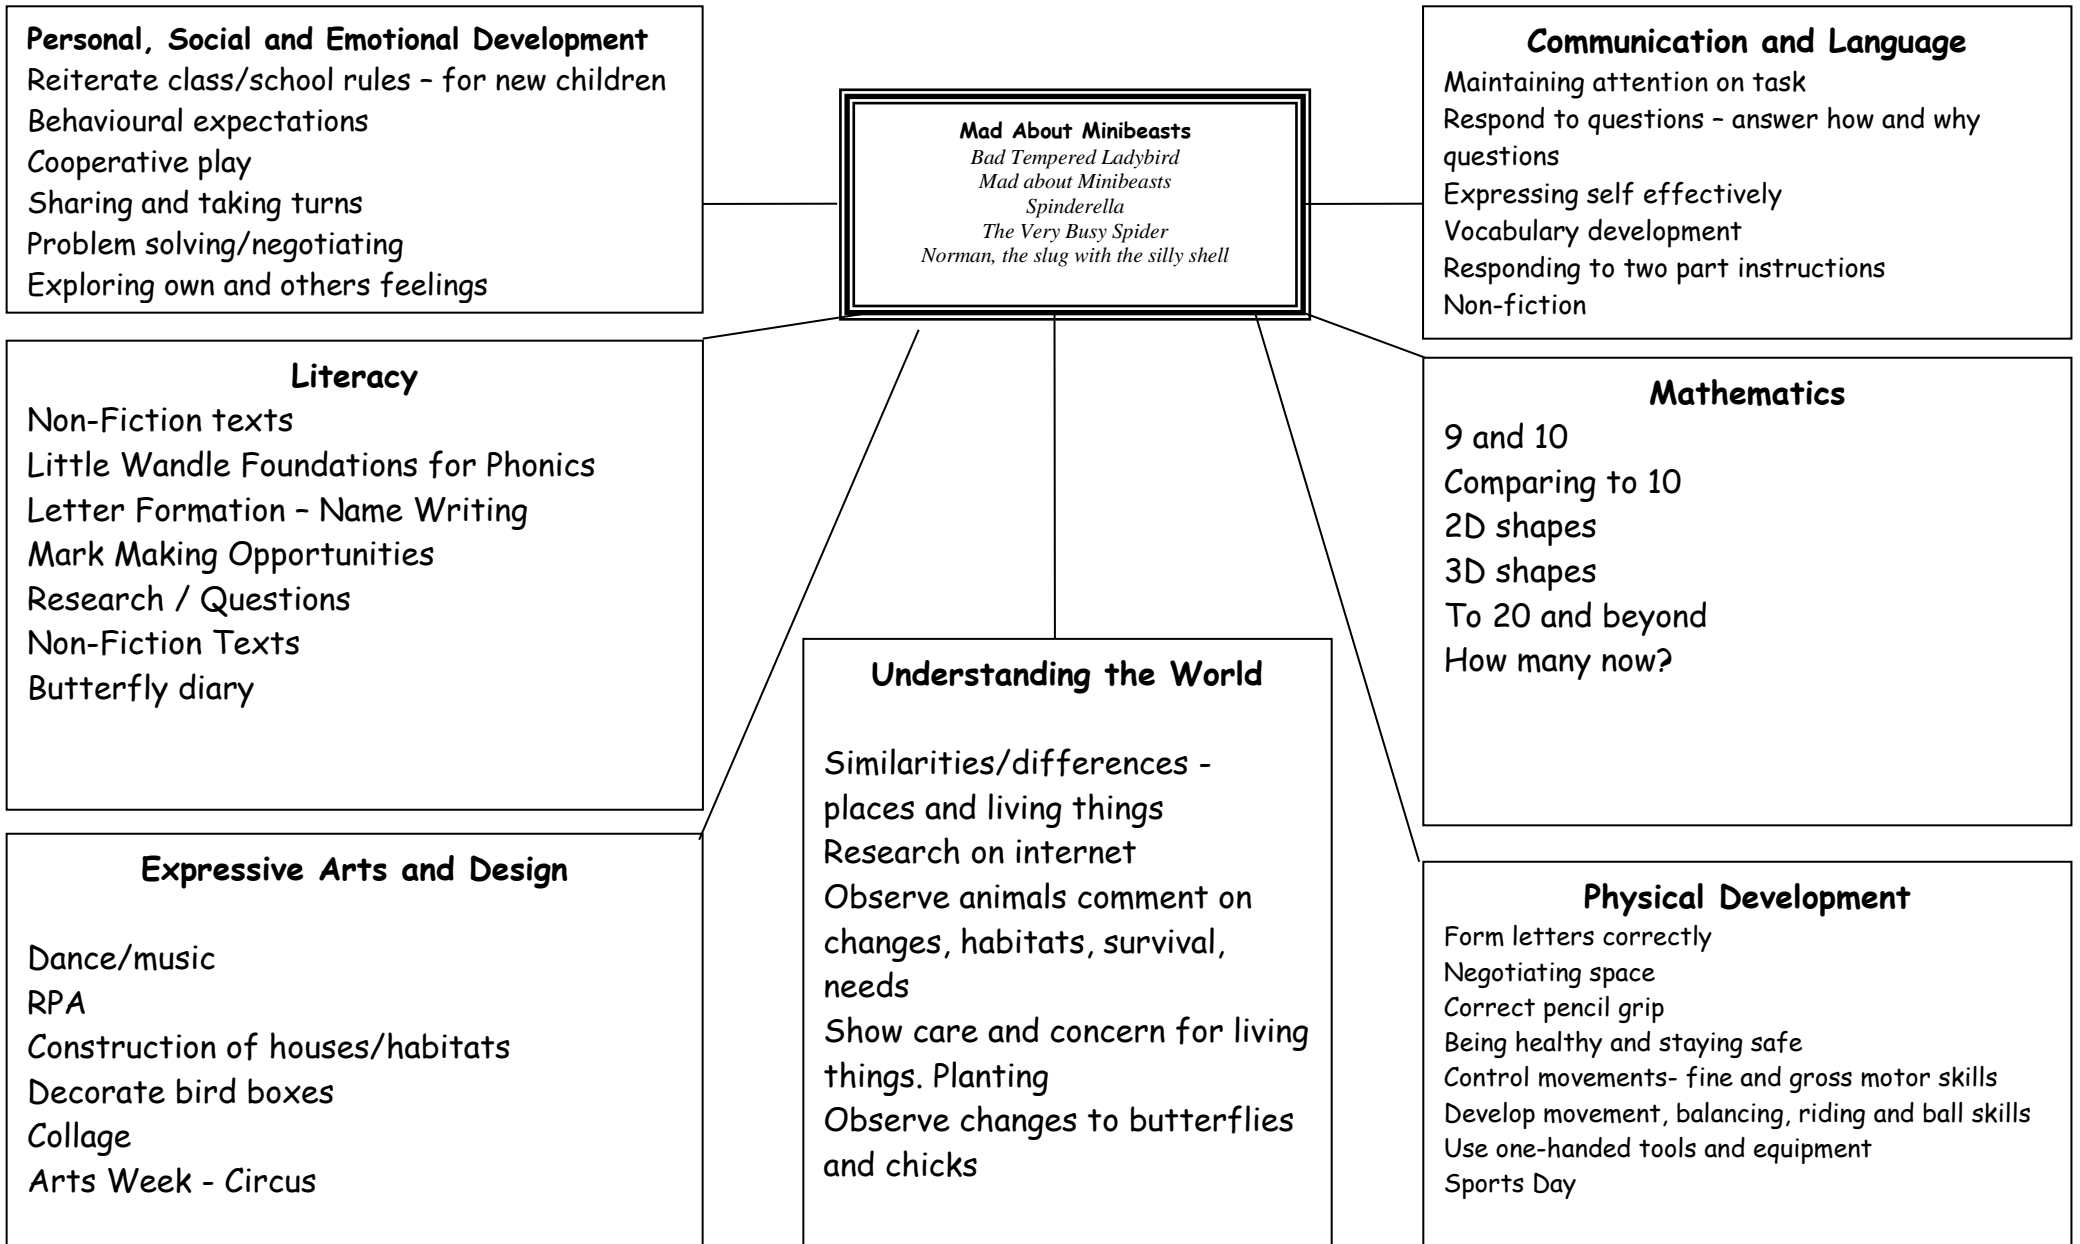 Personal, Social and Emotional Development
Reiterate class/school rules – for new children
Behavioural expectations
Cooperative play
Sharing and taking turns
Problem solving/negotiating
Exploring own and others feelings
Mad About Minibeasts
Bad Tempered Ladybird
Mad about Minibeasts
Spinderella
The Very Busy Spider
Norman, the slug with the silly shell
Communication and Language
Maintaining attention on task
Respond to questions – answer how and why
questions
Expressing self effectively
Vocabulary development
Responding to two part instructions
Non-fiction
Literacy
Non-Fiction texts
Little Wandle Foundations for Phonics
Letter Formation – Name Writing
Mark Making Opportunities
Research / Questions
Non-Fiction Texts
Butterfly diary
Mathematics
9 and 10
Comparing to 10
2D shapes
3D shapes
To 20 and beyond
How many now?
Expressive Arts and Design
Dance/music
RPA
Construction of houses/habitats
Decorate bird boxes
Collage
Arts Week - Circus
Understanding the World
Similarities/differences -
places and living things
Research on internet
Observe animals comment on
changes, habitats, survival,
needs
Show care and concern for living
things. Planting
Observe changes to butterflies
and chicks
Physical Development
Form letters correctly
Negotiating space
Correct pencil grip
Being healthy and staying safe
Control movements- fine and gross motor skills
Develop movement, balancing, riding and ball skills
Use one-handed tools and equipment
Sports Day